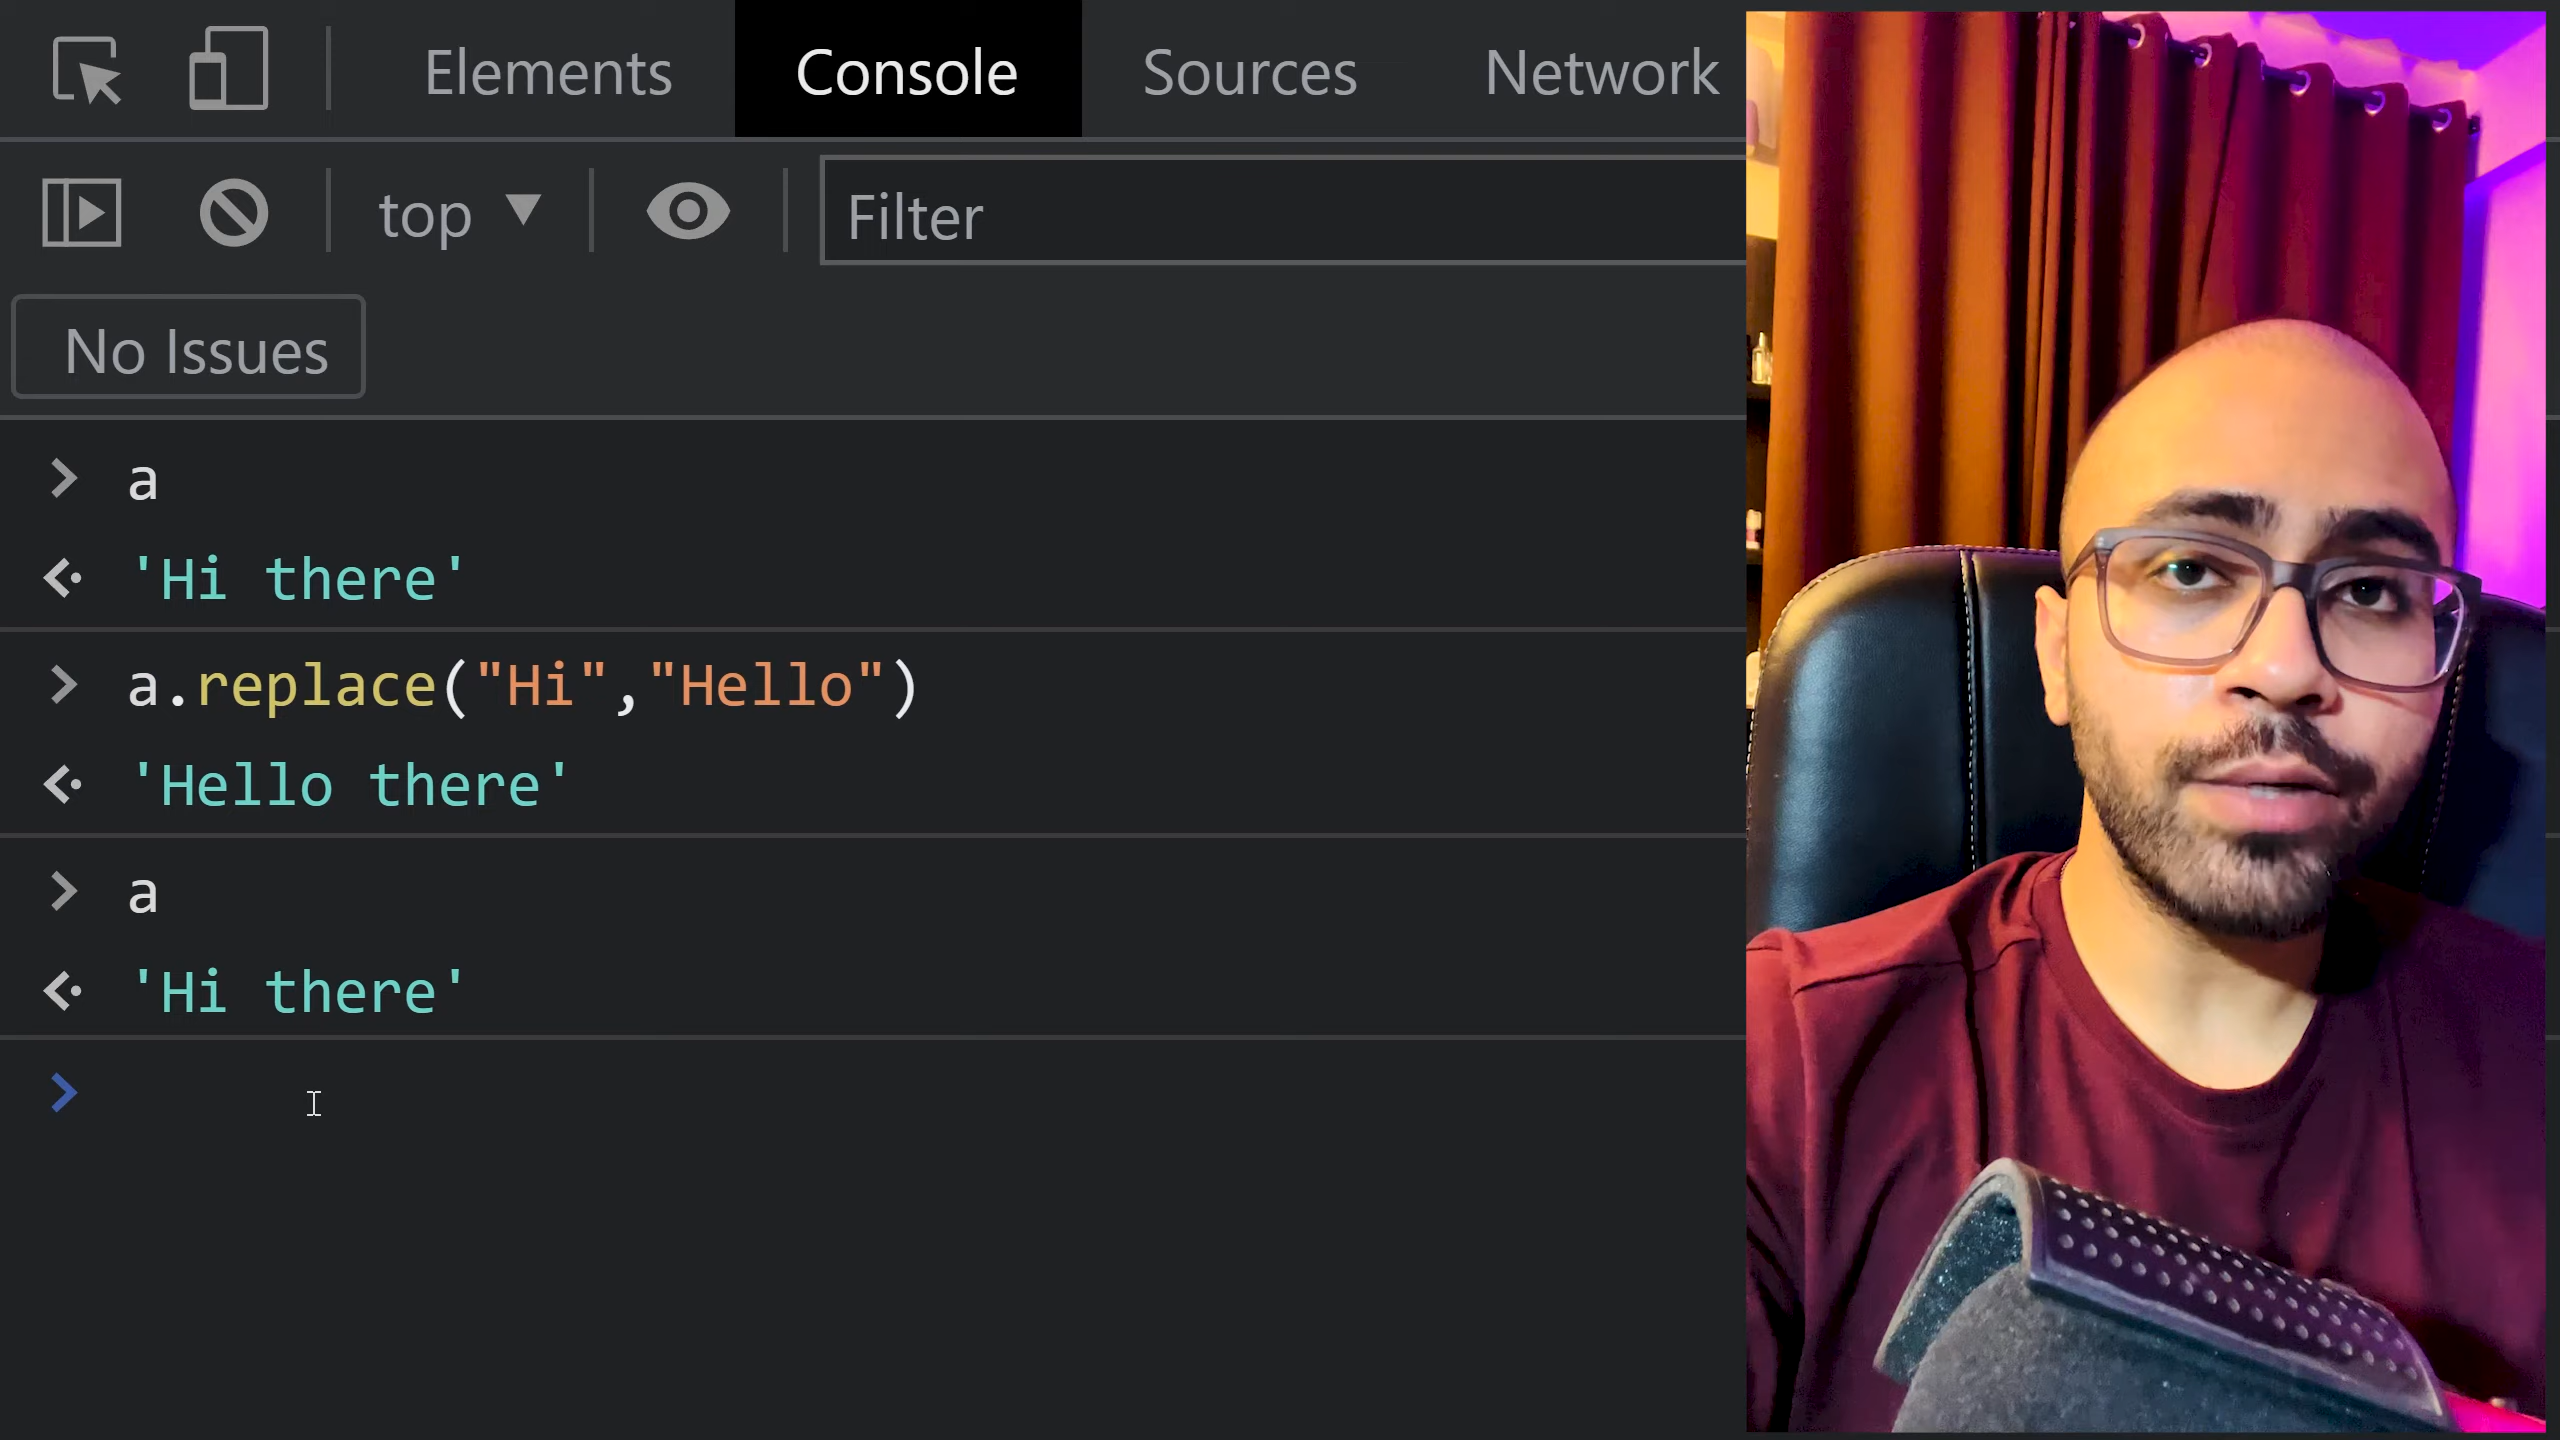 Elements Console Sources Network
top Filter
No Issues
> a
'Hi there'
> a.replace("Hi","Hello")
'Hello there'
> a
'Hi there'
>